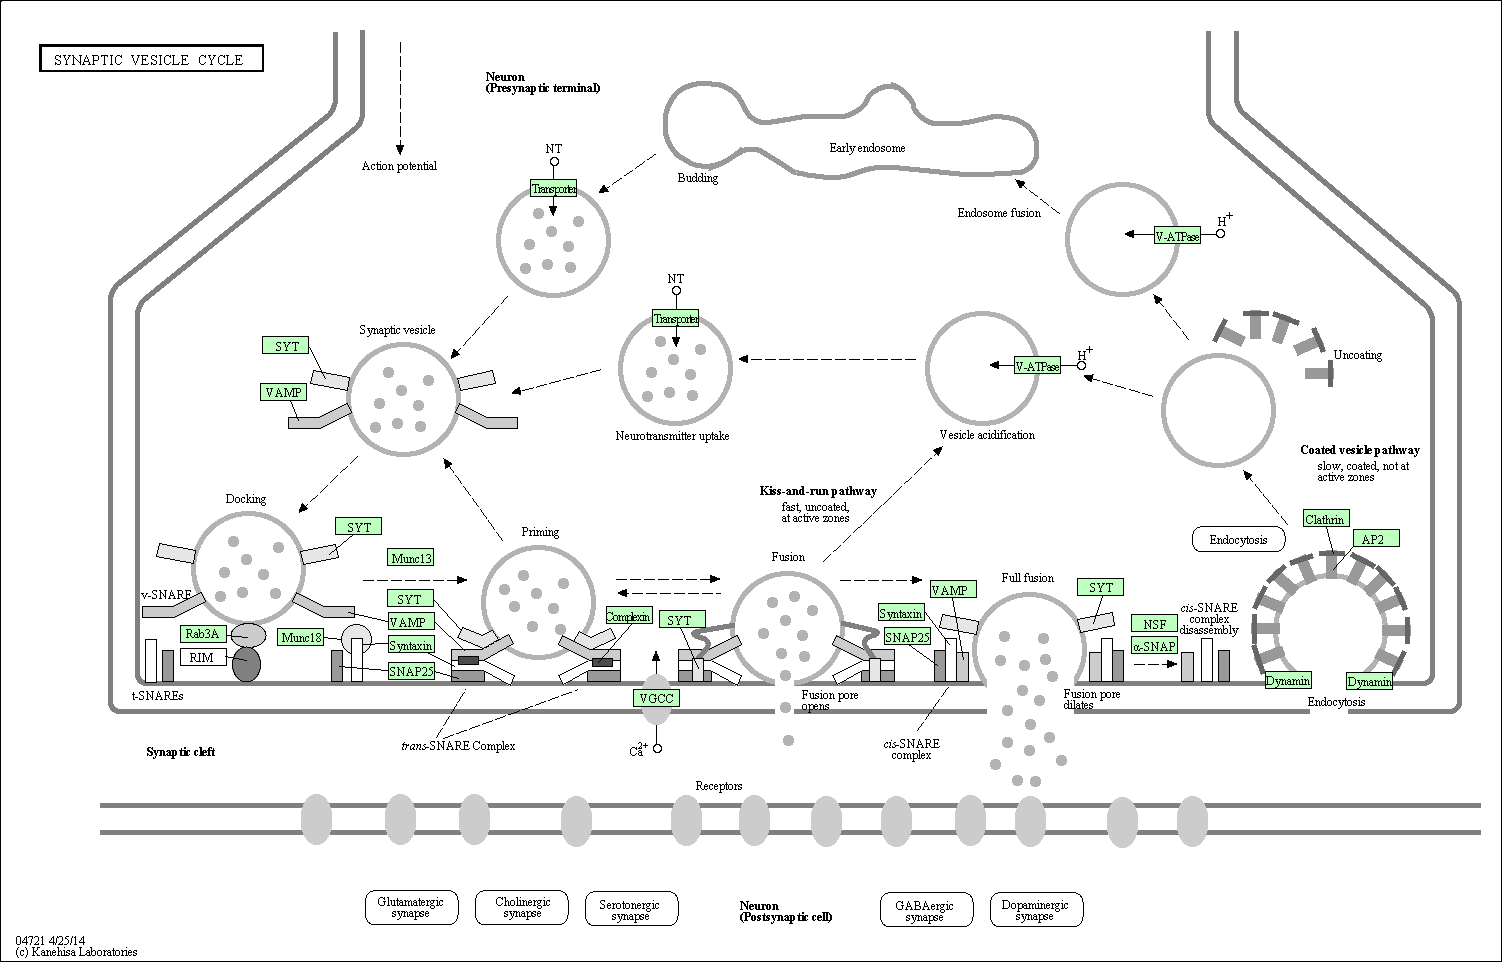 SYNAPTIC VESICLE CYCLE
Neuron
(Presynaptic terminal)
Action potential
NT
Transporter
Budding
Early endosome
Endosome fusion
H+
V-ATPase
NT
Transporter
Neurotransmitter uptake
Synaptic vesicle
SYT
VAMP
H+
V-ATPase
Vesicle acidification
Uncoating
Coated vesicle pathway
slow, coated, not at
active zones
Kiss-and-run pathway
fast, uncoated,
at active zones
Docking
SYT
v-SNARE
Rab3A
RIM
t-SNAREs
Munc18
Munc13
SYT
VAMP
Syntaxin
SNAP25
Priming
Complexin
trans-SNARE Complex
SYT
VGCC
Ca2+
Fusion
Fusion pore
opens
VAMP
Syntaxin
SNAP25
cis-SNARE
complex
Full fusion
SYT
Fusion pore
dilates
NSF
α-SNAP
cis-SNARE
complex
disassembly
Endocytosis
Clathrin
AP2
Dynamin
Dynamin
Endocytosis
Synaptic cleft
Receptors
Glutamatergic
synapse
Cholinergic
synapse
Serotonergic
synapse
Neuron
(Postsynaptic cell)
GABAergic
synapse
Dopaminergic
synapse
04721 4/25/14
(c) Kanehisa Laboratories